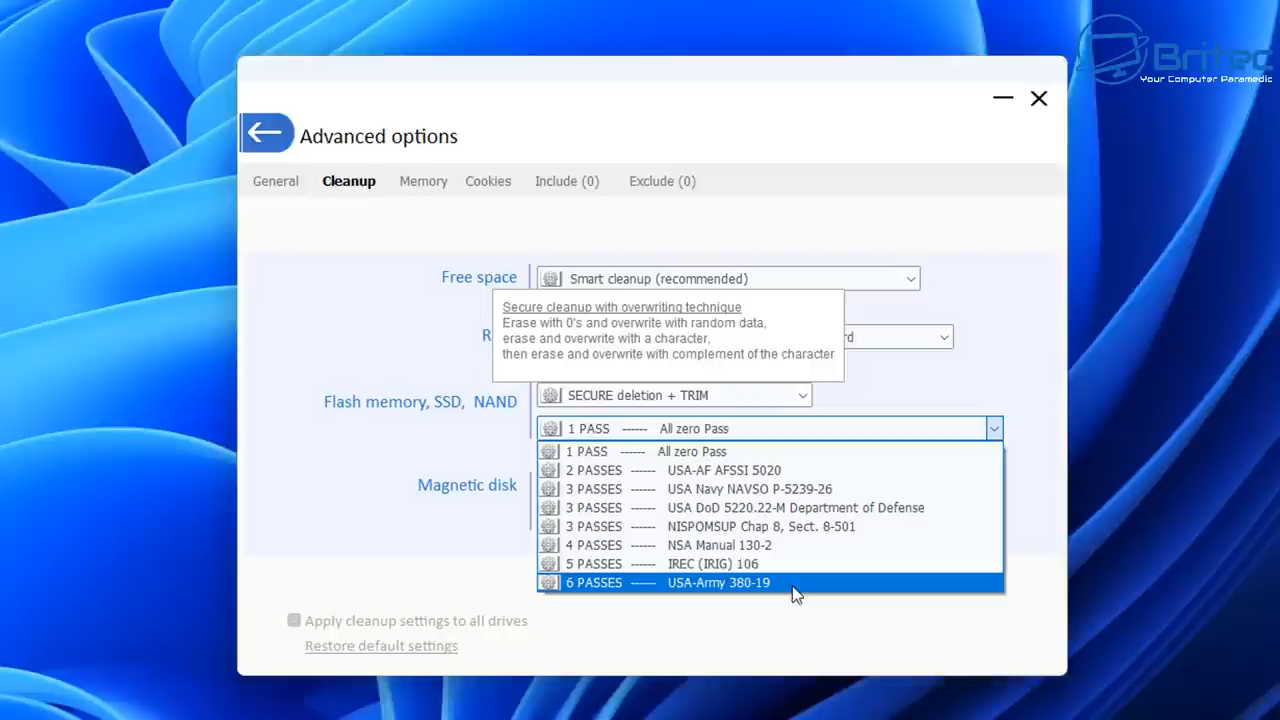 Britec
Your Computer Paramedic
Advanced options
General Cleanup Memory Cookies Include (0) Exclude (0)
Free space Smart cleanup (recommended)
Secure cleanup with overwriting technique
Erase with 0's and overwrite with random data,
erase and overwrite with a character,
then erase and overwrite with complement of the character
Flash memory, SSD, NAND SECURE deletion + TRIM
1 PASS ------ All zero Pass
1 PASS ------ All zero Pass
2 PASSES ------ USA-AF AFSSI 5020
3 PASSES ------ USA Navy NAVSO P-5239-26
Magnetic disk
3 PASSES ------ USA DoD 5220.22-M Department of Defense
3 PASSES ------ NISPOMSUP Chap 8, Sect. 8-501
4 PASSES ------ NSA Manual 130-2
5 PASSES ------ IREC (IRIG) 106
6 PASSES ------ USA-Army 380-19
Apply cleanup settings to all drives
Restore default settings